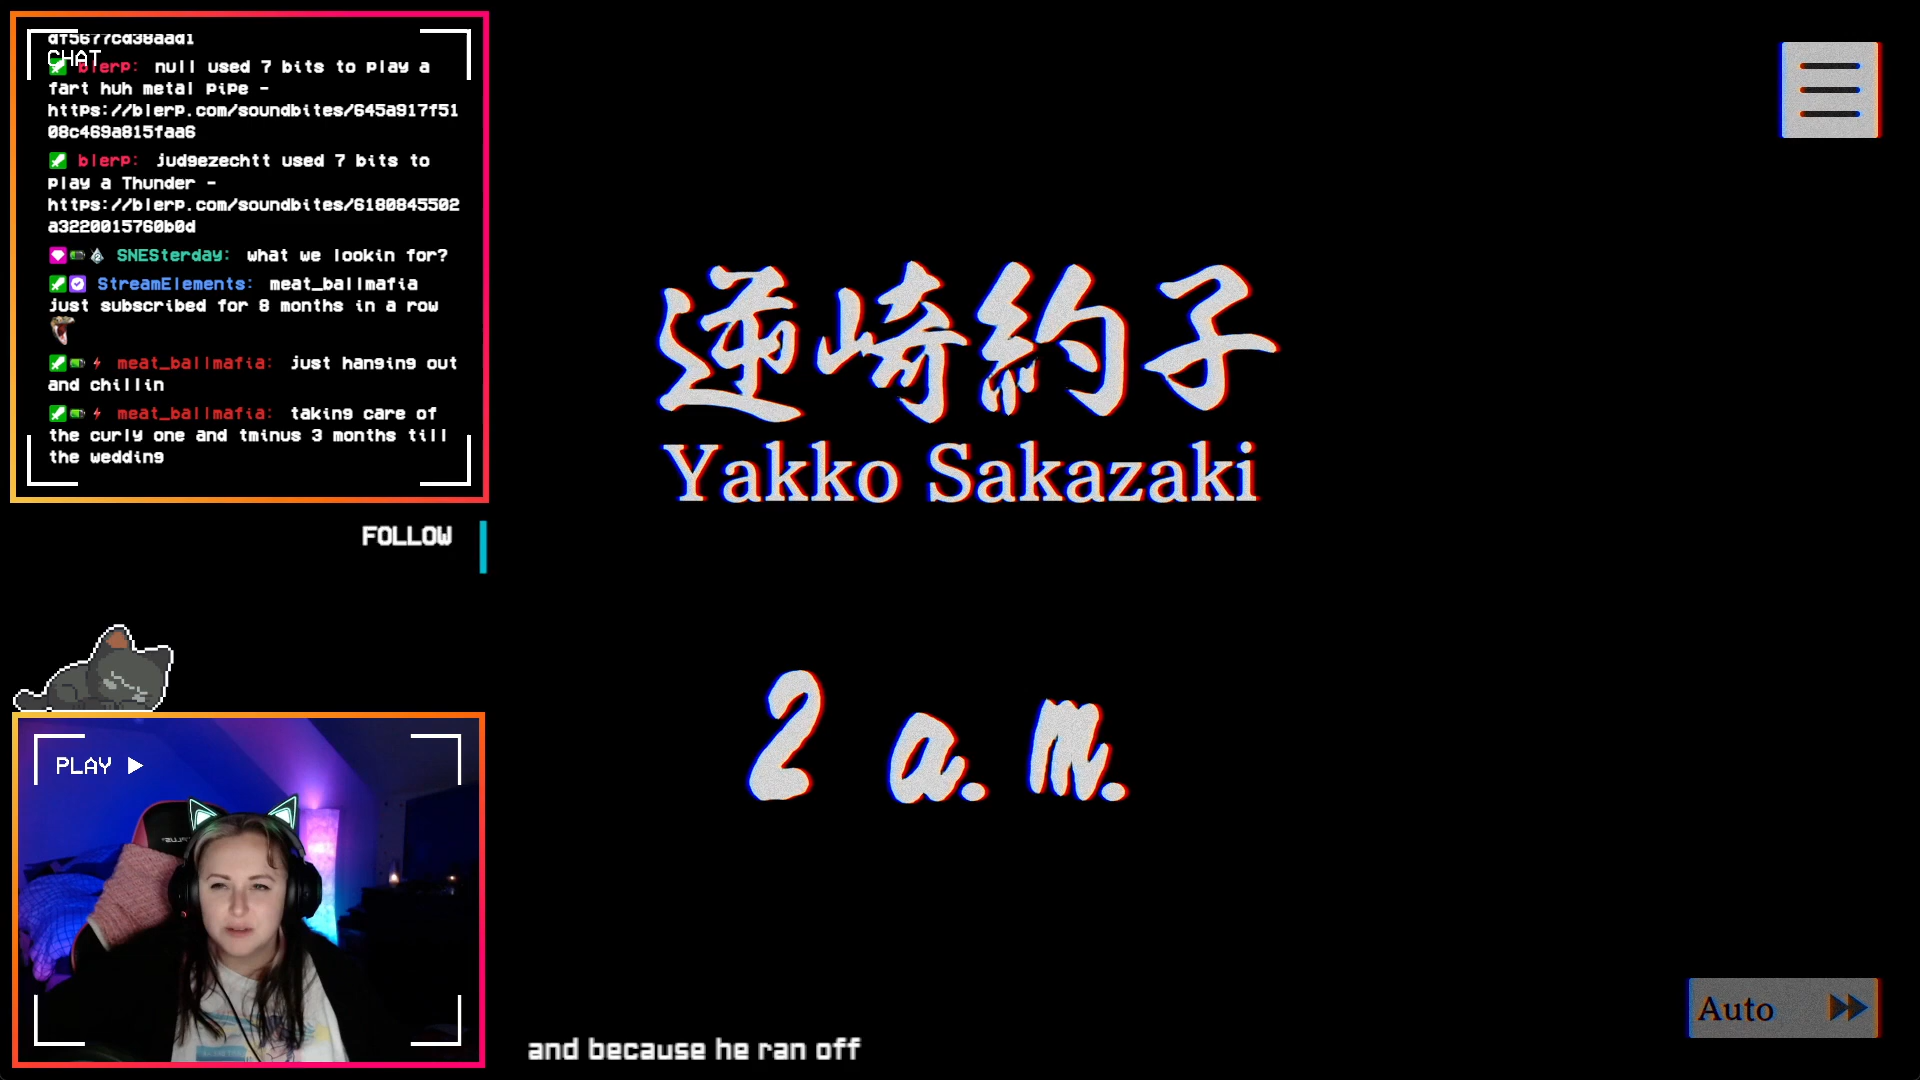 df5677cd38aad1
CHAT
blerp: null used 7 bits to play a
fart huh metal pipe -
https://blerp.com/soundbites/645a917f51
08c469a815faa6
blerp: judgezechtt used 7 bits to
play a Thunder -
https://blerp.com/soundbites/6180845502
a3220015760b0d
SNESterday: what we lookin for?
StreamElements: meat_ballmafia
just subscribed for 8 months in a row
meat_ballmafia: just hanging out
and chillin
meat_ballmafia: taking care of
the curly one and tminus 3 months till
the wedding
FOLLOW
PLAY
逆崎約子
Yakko Sakazaki
2 a.m.
Auto
and because he ran off